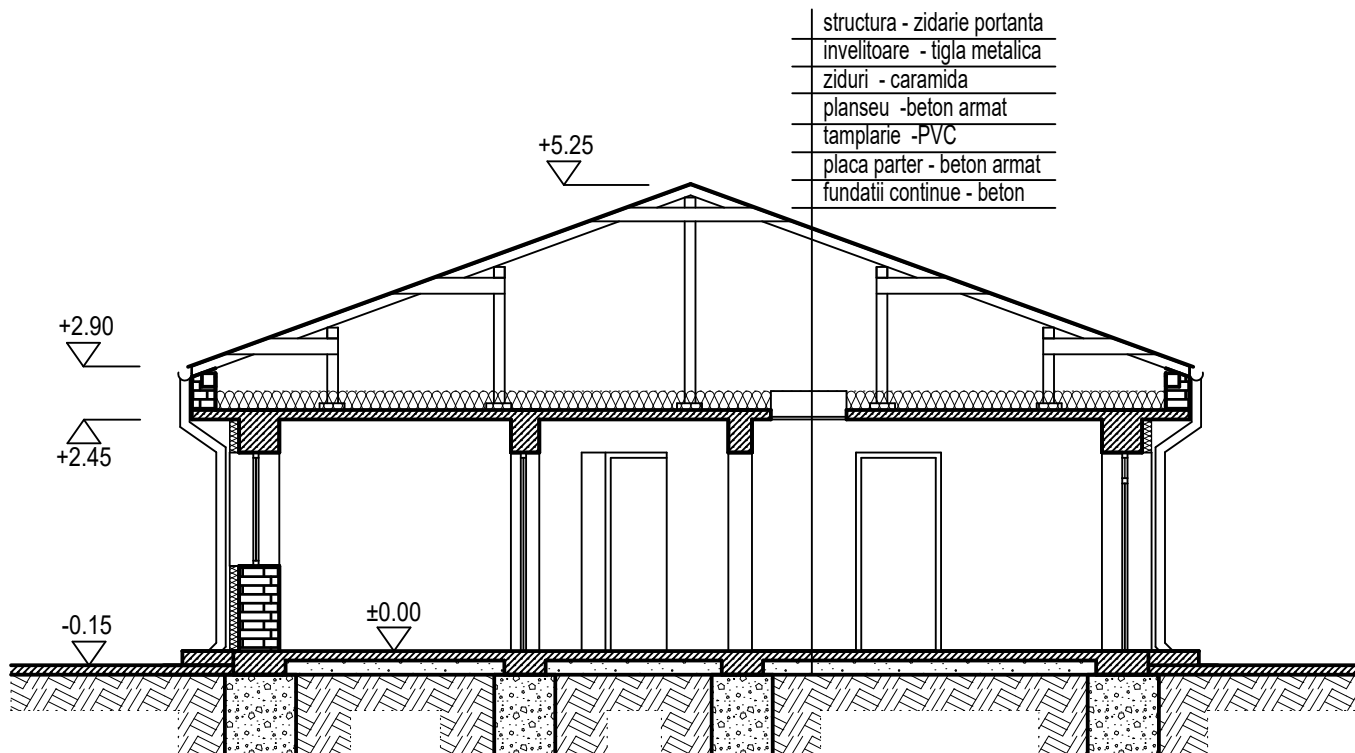 structura - zidarie portanta
invelitoare - tigla metalica
ziduri - caramida
planseu -beton armat
tamplarie -PVC
placa parter - beton armat
fundatii continue - beton
+5.25
+2.90
+2.45
±0.00
-0.15